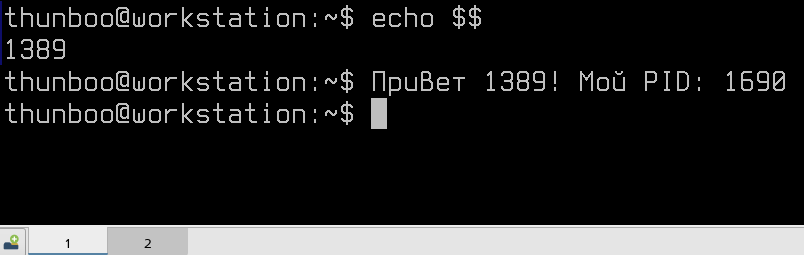 thunboo@workstation:~$ echo $$
1389
thunboo@workstation:~$ Привет 1389! Мой PID: 1690
thunboo@workstation:~$
1 2